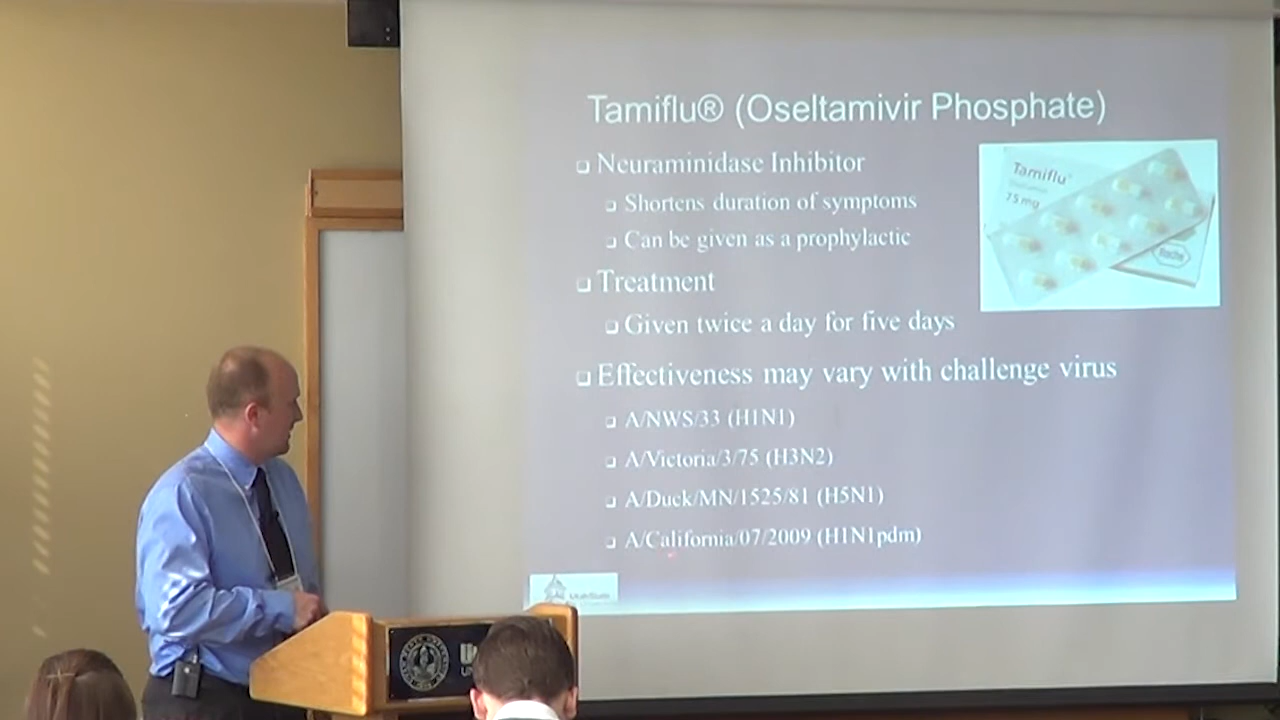 Tamiflu® (Oseltamivir Phosphate)
Neuraminidase Inhibitor
Shortens duration of symptoms
Can be given as a prophylactic
Treatment
Given twice a day for five days
Effectiveness may vary with challenge virus
A/NWS/33 (H1N1)
A/Victoria/3/75 (H3N2)
A/Duck/MN/1525/81 (H5N1)
A/California/07/2009 (H1N1pdm)
Tamiflu
75 mg
Roche
UtahState